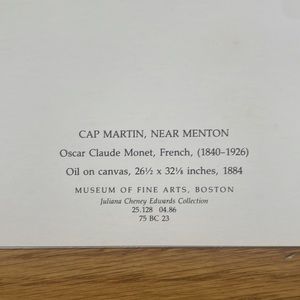 CAP MARTIN, NEAR MENTON
Oscar Claude Monet, French, (1840–1926)
Oil on canvas, 26½ x 32⅛ inches, 1884
MUSEUM OF FINE ARTS, BOSTON
Juliana Cheney Edwards Collection
25.128 04.86
75 BC 23